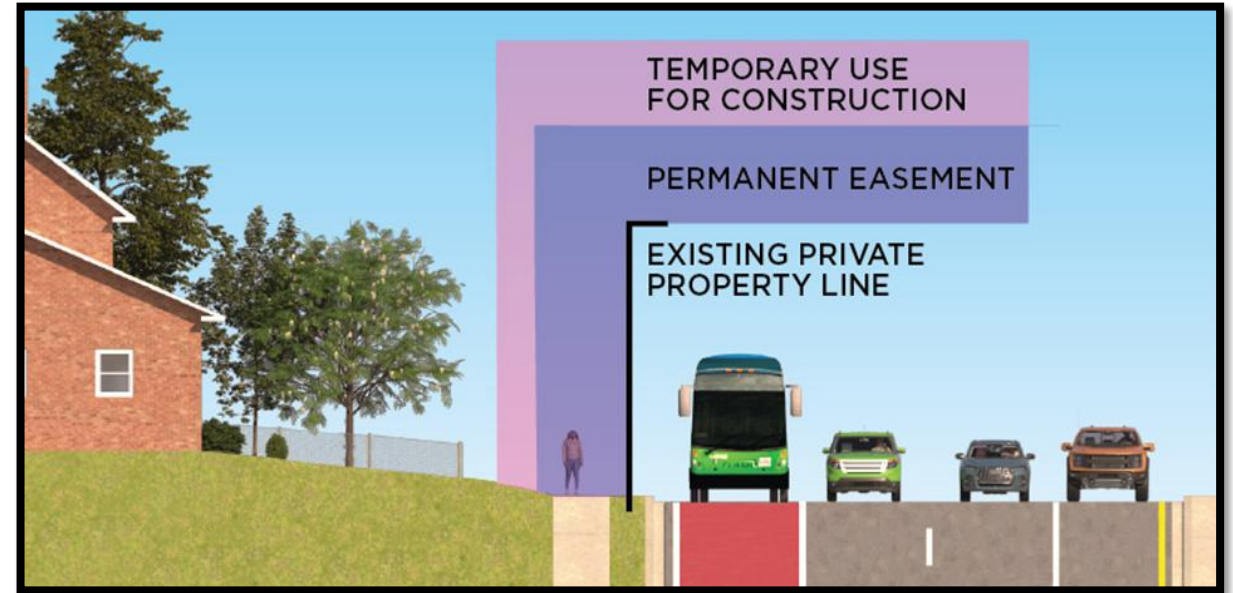 TEMPORARY USE
FOR CONSTRUCTION
PERMANENT EASEMENT
EXISTING PRIVATE
PROPERTY LINE